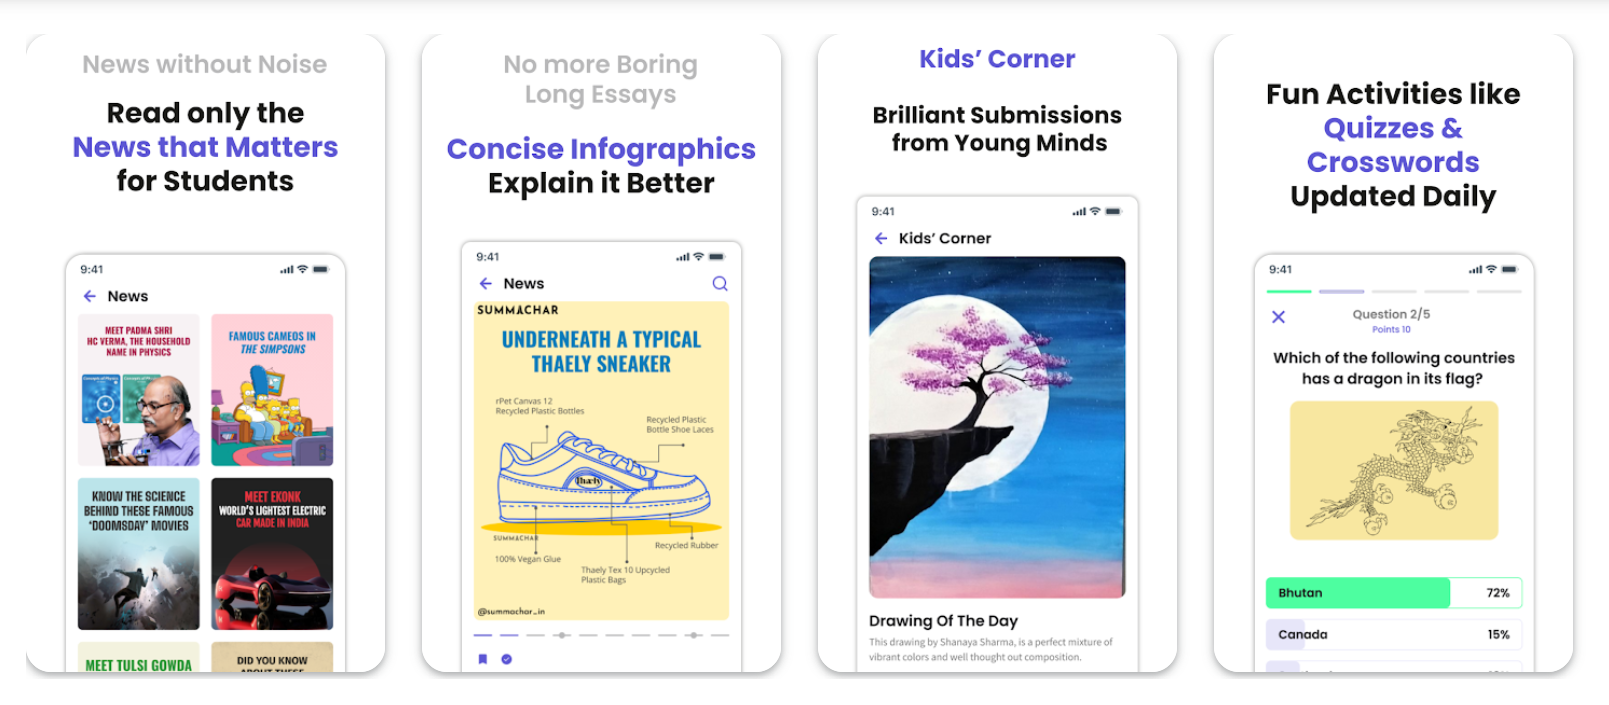 News without Noise
Read only the
News that Matters
for Students
9:41
News
MEET PADMA SHRI
HC VERMA, THE HOUSEHOLD
NAME IN PHYSICS
FAMOUS CAMEOS IN
THE SIMPSONS
KNOW THE SCIENCE
BEHIND THESE FAMOUS
'DOOMSDAY' MOVIES
MEET EKONK
WORLD'S LIGHTEST ELECTRIC
CAR MADE IN INDIA
MEET TULSI GOWDA
DID YOU KNOW
ABOUT THESE
No more Boring
Long Essays
Concise Infographics
Explain it Better
9:41
News
SUMMACHAR
UNDERNEATH A TYPICAL
THAELY SNEAKER
rPet Canvas 12
Recycled Plastic Bottles
Recycled Plastic
Bottle Shoe Laces
Thaely
SUMMACHAR
100% Vegan Glue
Recycled Rubber
Thaely Tex 10 Upcycled
Plastic Bags
@summachar_in
Kids' Corner
Brilliant Submissions
from Young Minds
9:41
Kids' Corner
Drawing Of The Day
This drawing by Shanaya Sharma, is a perfect mixture of
vibrant colors and well thought out composition.
Fun Activities like
Quizzes &
Crosswords
Updated Daily
9:41
Question 2/5
Points 10
Which of the following countries
has a dragon in its flag?
Bhutan 72%
Canada 15%